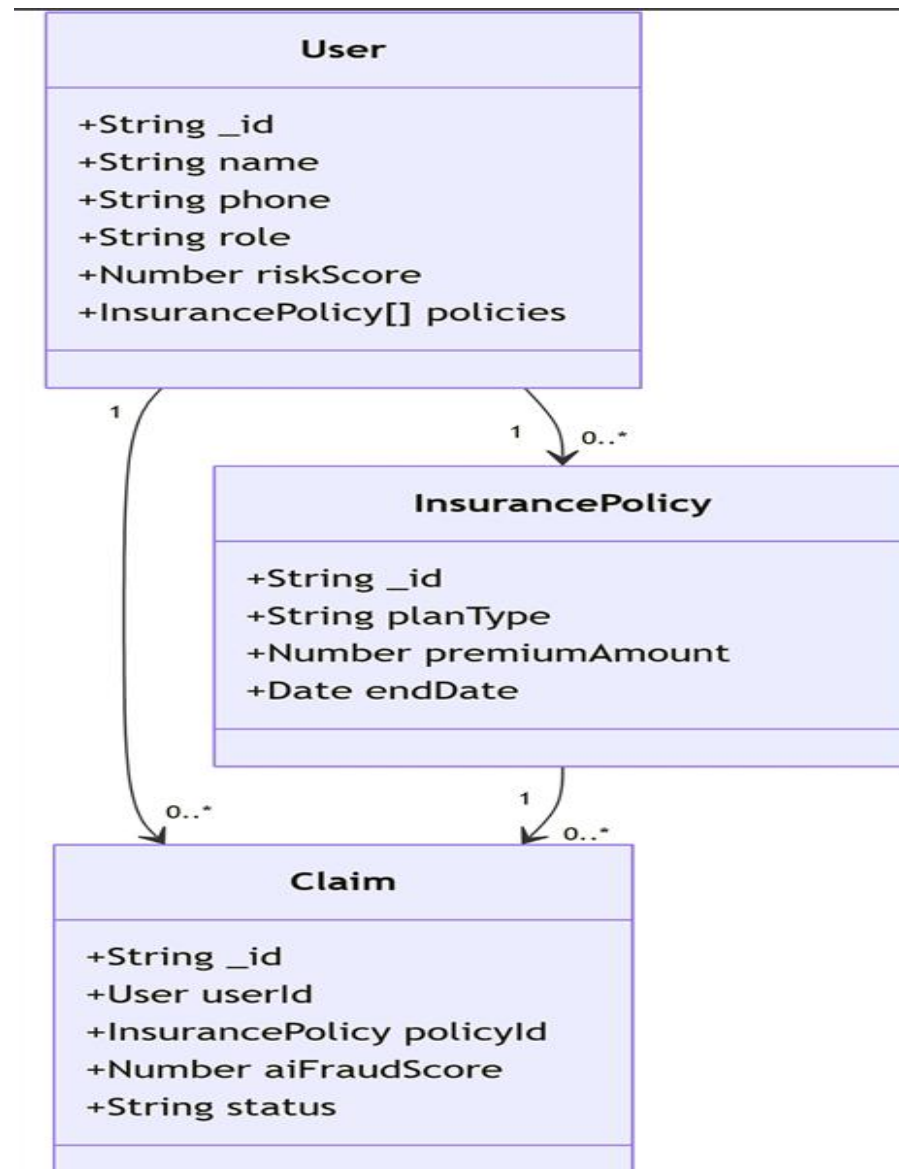 User
+String _id
+String name
+String phone
+String role
+Number riskScore
+InsurancePolicy[] policies
1
1
0..*
InsurancePolicy
+String _id
+String planType
+Number premiumAmount
+Date endDate
0..*
1
0..*
Claim
+String _id
+User userId
+InsurancePolicy policyId
+Number aiFraudScore
+String status